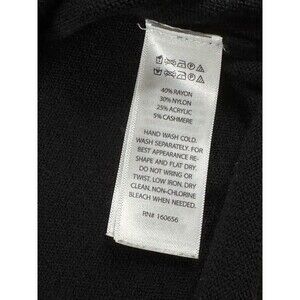 40% RAYON
30% NYLON
25% ACRYLIC
5% CASHMERE
HAND WASH COLD.
WASH SEPARATELY. FOR
BEST APPEARANCE RE-
SHAPE AND FLAT DRY.
DO NOT WRING OR
TWIST. LOW IRON, DRY
CLEAN. NON-CHLORINE
BLEACH WHEN NEEDED.
RN# 160656